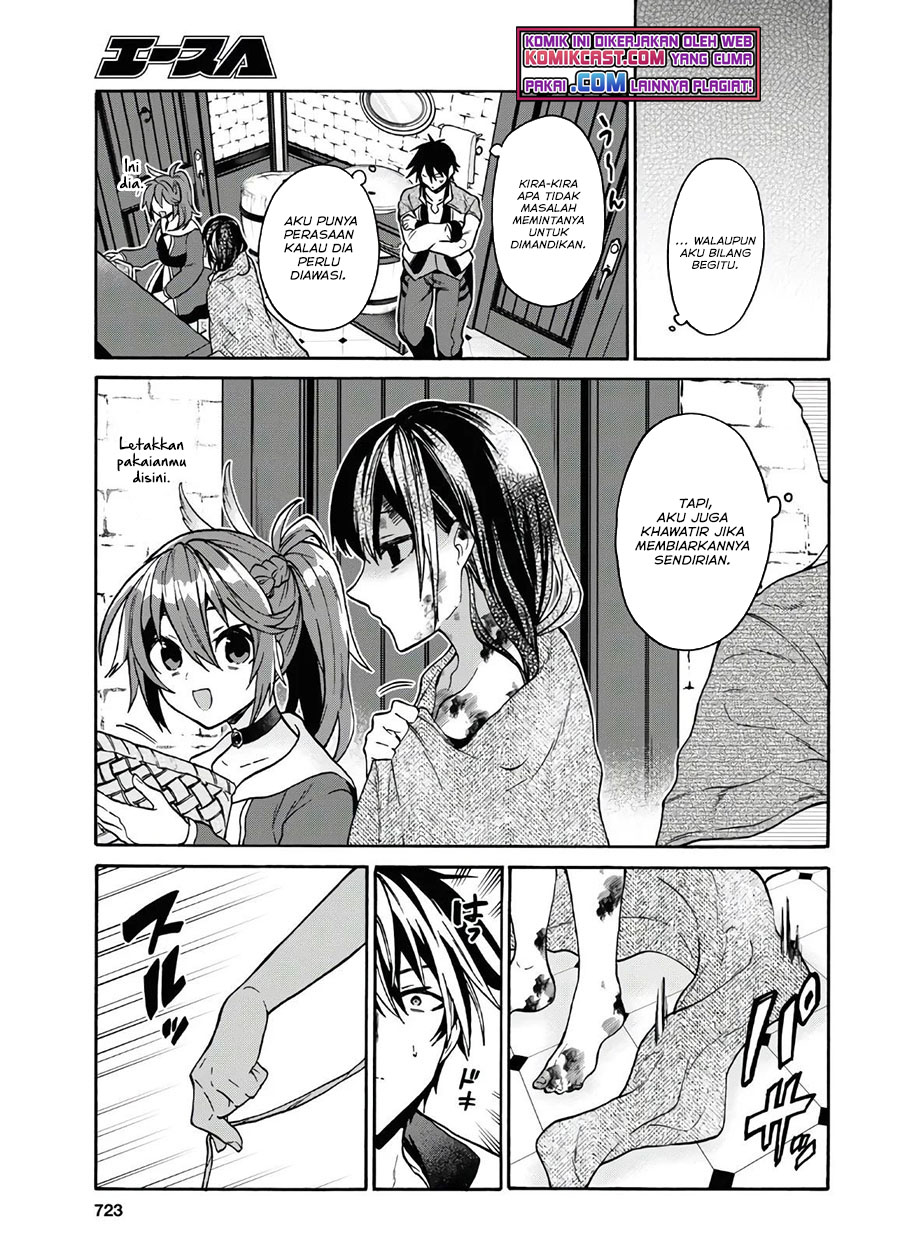 エースA
KOMIK INI DIKERJAKAN OLEH WEB
KOMIKCAST.COM YANG CUMA
PAKAI .COM LAINNYA PLAGIAT!
... WALAUPUN
AKU BILANG
BEGITU.
う～ん
KIRA-KIRA
APA TIDAK
MASALAH
MEMINTANYA
UNTUK
DIMANDIKAN.
AKU PUNYA
PERASAAN
KALAU DIA
PERLU
DIAWASI.
Ini
dia.
TAPI,
AKU JUGA
KHAWATIR JIKA
MEMBIARKANNYA
SENDIRIAN.
Letakkan
pakaianmu
disini.
パサッ
はっ
ドキ
スルッ
723